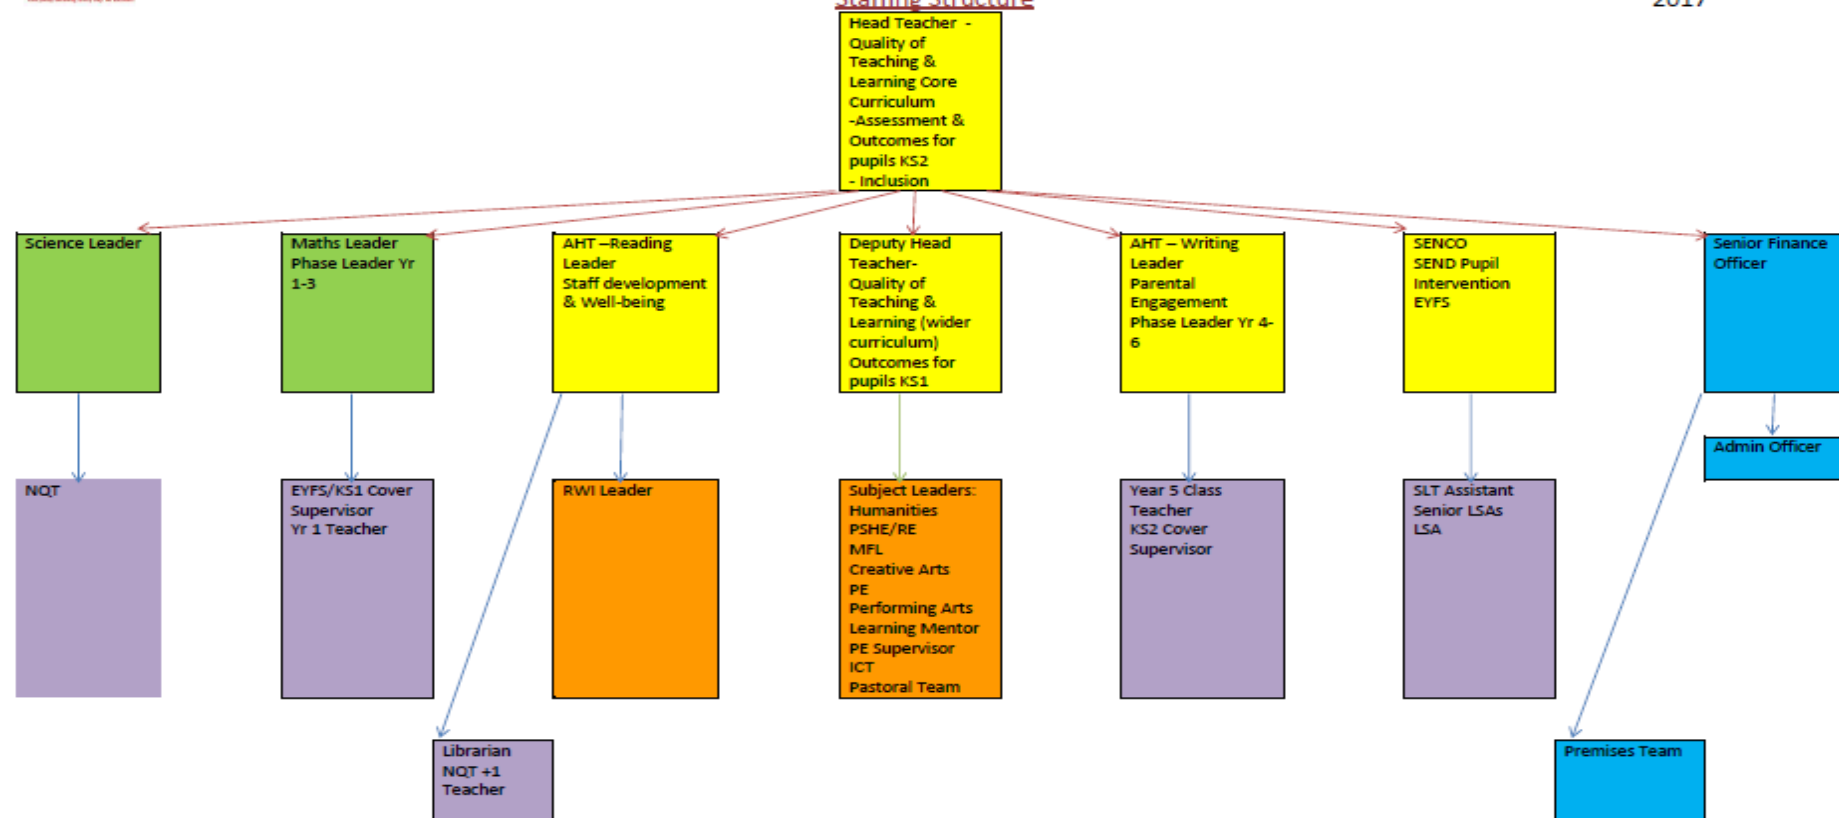 Staffing Structure
2017
Head Teacher -
Quality of
Teaching &
Learning Core
Curriculum
-Assessment &
Outcomes for
pupils KS2
- Inclusion
Science Leader
Maths Leader
Phase Leader Yr
1-3
AHT –Reading
Leader
Staff development
& Well-being
Deputy Head
Teacher-
Quality of
Teaching &
Learning (wider
curriculum)
Outcomes for
pupils KS1
AHT – Writing
Leader
Parental
Engagement
Phase Leader Yr 4-
6
SENCO
SEND Pupil
Intervention
EYFS
Senior Finance
Officer
Admin Officer
NQT
EYFS/KS1 Cover
Supervisor
Yr 1 Teacher
RWI Leader
Subject Leaders:
Humanities
PSHE/RE
MFL
Creative Arts
PE
Performing Arts
Learning Mentor
PE Supervisor
ICT
Pastoral Team
Year 5 Class
Teacher
KS2 Cover
Supervisor
SLT Assistant
Senior LSAs
LSA
Librarian
NQT +1
Teacher
Premises Team